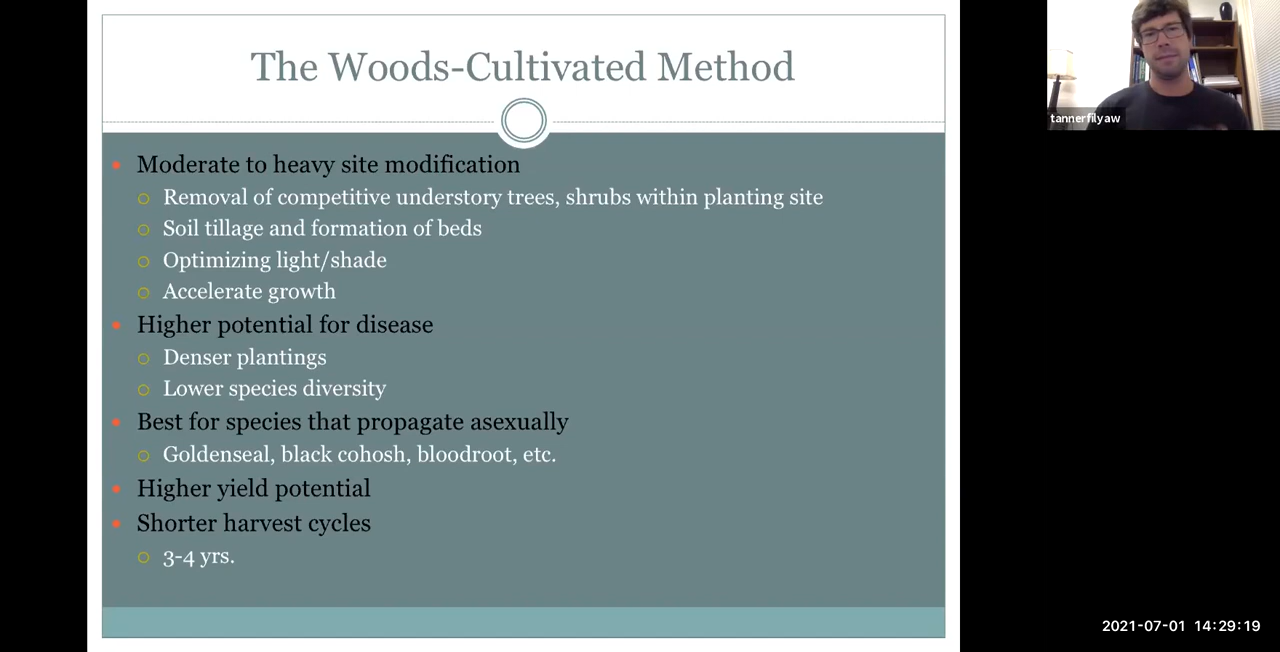 The Woods-Cultivated Method
Moderate to heavy site modification
Removal of competitive understory trees, shrubs within planting site
Soil tillage and formation of beds
Optimizing light/shade
Accelerate growth
Higher potential for disease
Denser plantings
Lower species diversity
Best for species that propagate asexually
Goldenseal, black cohosh, bloodroot, etc.
Higher yield potential
Shorter harvest cycles
3-4 yrs.
tannerfilyaw
2021-07-01 14:29:19